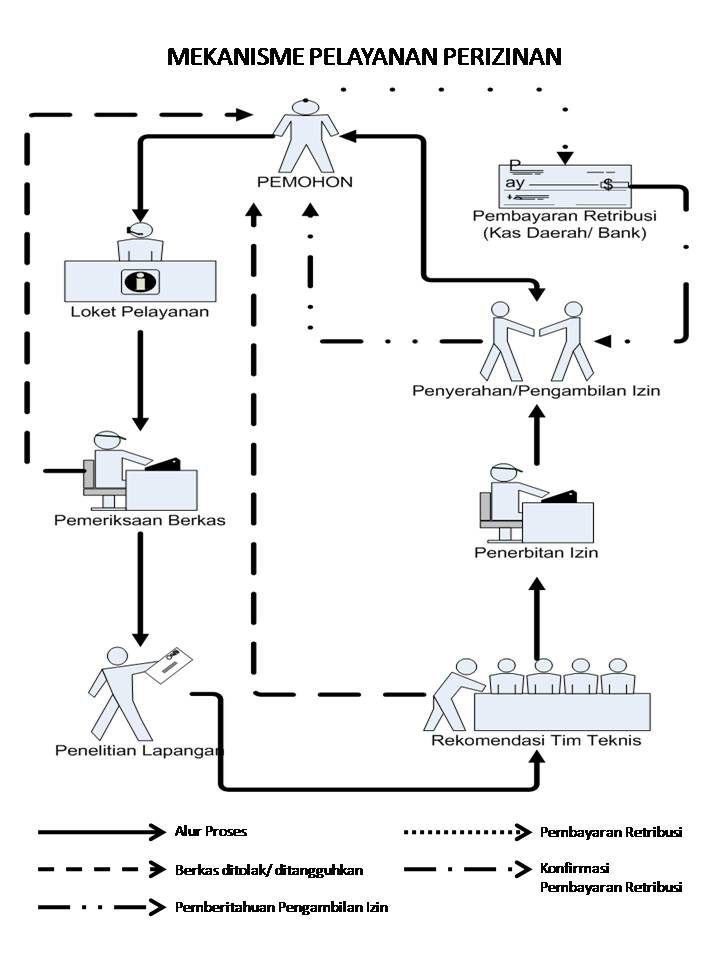 MEKANISME PELAYANAN PERIZINAN
PEMOHON
P
ay
$
Pembayaran Retribusi
(Kas Daerah/ Bank)
i
Loket Pelayanan
Penyerahan/Pengambilan Izin
Pemeriksaan Berkas
Penerbitan Izin
Penelitian Lapangan
Rekomendasi Tim Teknis
Alur Proses
Berkas ditolak/ ditangguhkan
Pemberitahuan Pengambilan Izin
Pembayaran Retribusi
Konfirmasi
Pembayaran Retribusi